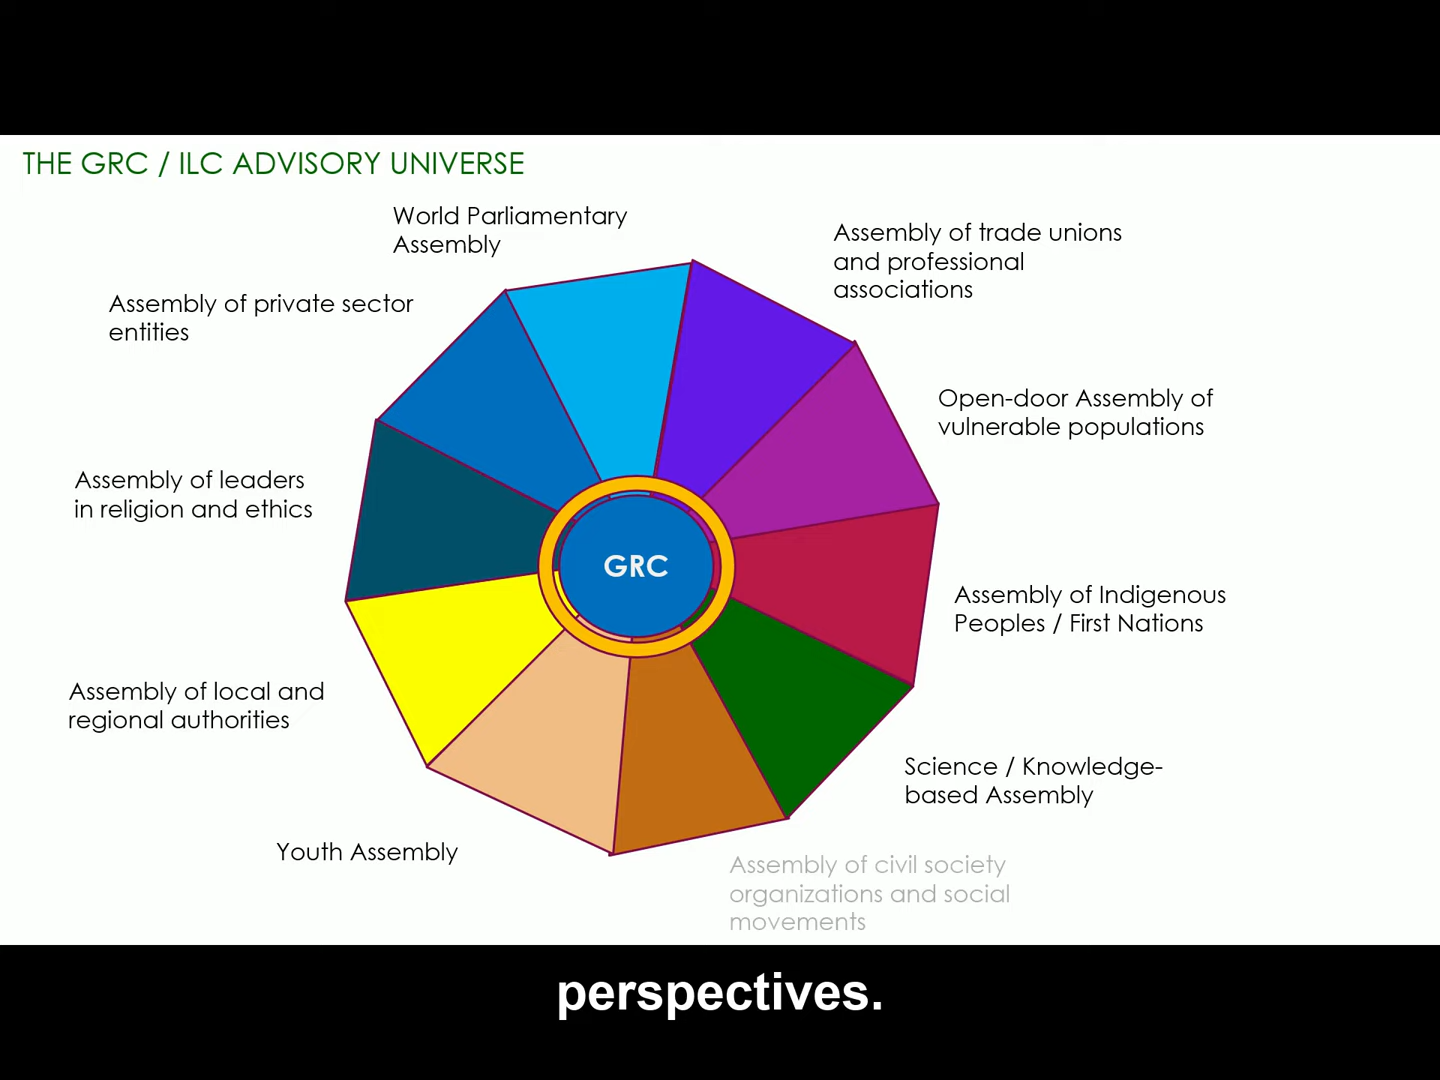 THE GRC / ILC ADVISORY UNIVERSE
World Parliamentary
Assembly
Assembly of trade unions
and professional
associations
Assembly of private sector
entities
Open-door Assembly of
vulnerable populations
Assembly of leaders
in religion and ethics
GRC
Assembly of Indigenous
Peoples / First Nations
Assembly of local and
regional authorities
Science / Knowledge-
based Assembly
Youth Assembly
Assembly of civil society
organizations and social
movements
perspectives.